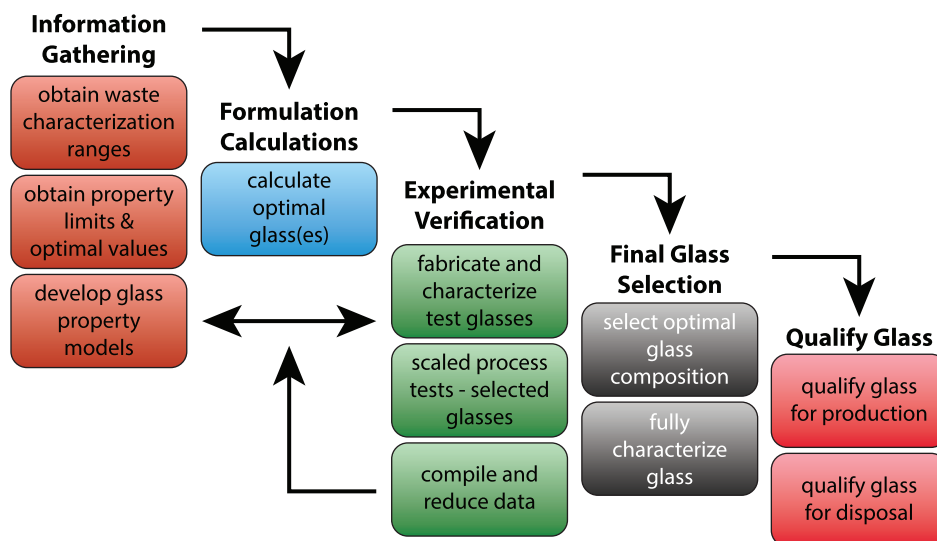 Information
Gathering
obtain waste
characterization
ranges
obtain property
limits &
optimal values
develop glass
property
models
Formulation
Calculations
calculate
optimal
glass(es)
Experimental
Verification
fabricate and
characterize
test glasses
scaled process
tests - selected
glasses
compile and
reduce data
Final Glass
Selection
select optimal
glass
composition
fully
characterize
glass
Qualify Glass
qualify glass
for production
qualify glass
for disposal